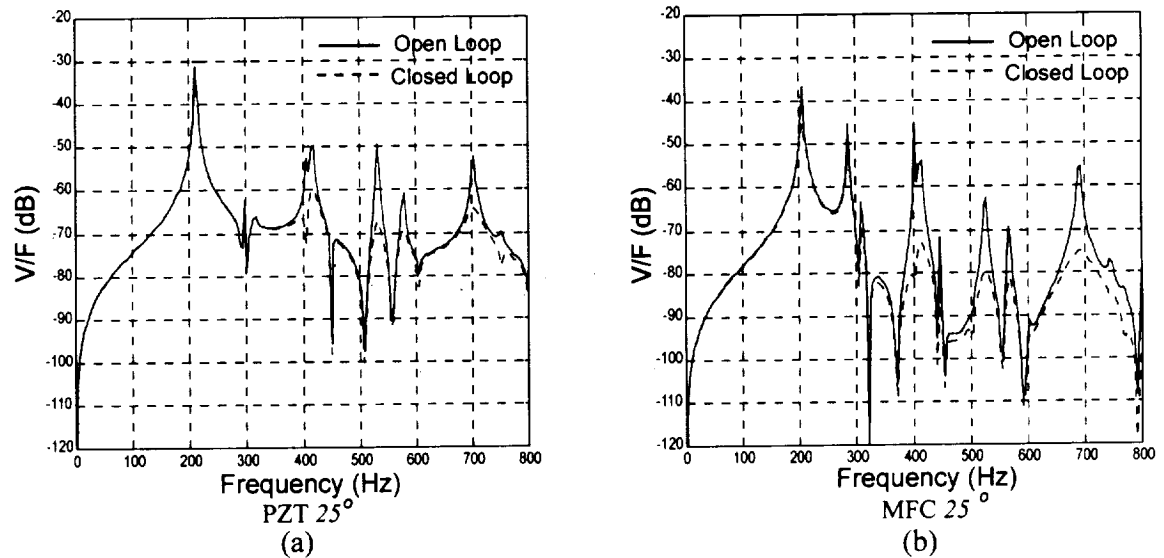 -20
-30
-40
-50
-60
-70
-80
-90
-100
-110
-120
V/F (dB)
Open Loop
Closed Loop
0 100 200 300 400 500 600 700 800
Frequency (Hz)
PZT 25°
(a)
-20
-30
-40
-50
-60
-70
-80
-90
-100
-110
-120
V/F (dB)
Open Loop
Closed Loop
0 100 200 300 400 500 600 700 800
Frequency (Hz)
MFC 25 °
(b)